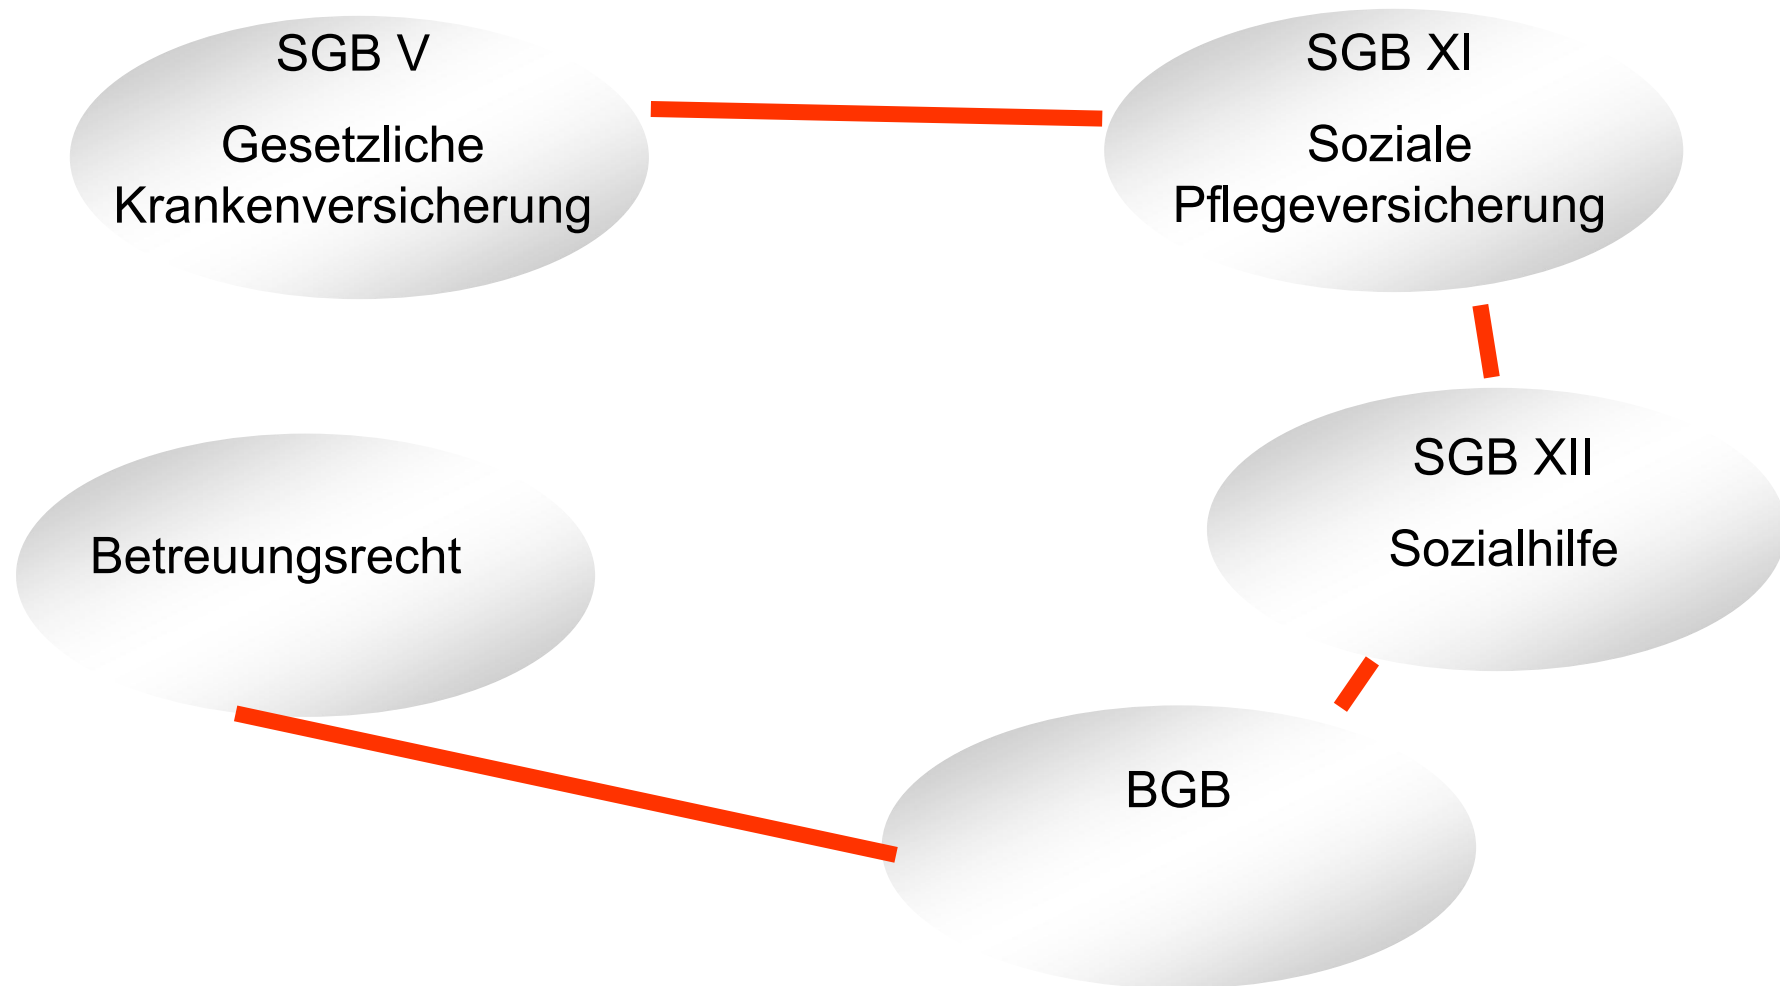 SGB V
Gesetzliche
Krankenversicherung
SGB XI
Soziale
Pflegeversicherung
SGB XII
Sozialhilfe
Betreuungsrecht
BGB